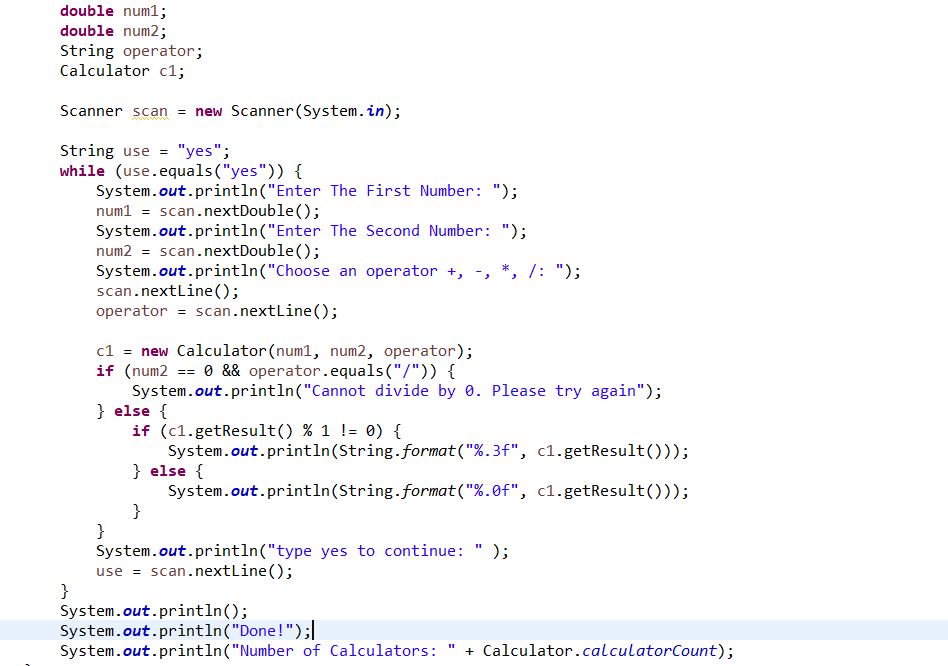 double num1;
double num2;
String operator;
Calculator c1;
Scanner scan = new Scanner(System.in);
String use = "yes";
while (use.equals("yes")) {
System.out.println("Enter The First Number: ");
num1 = scan.nextDouble();
System.out.println("Enter The Second Number: ");
num2 = scan.nextDouble();
System.out.println("Choose an operator +, -, *, /: ");
scan.nextLine();
operator = scan.nextLine();
c1 = new Calculator(num1, num2, operator);
if (num2 == 0 && operator.equals("/")) {
System.out.println("Cannot divide by 0. Please try again");
} else {
if (c1.getResult() % 1 != 0) {
System.out.println(String.format("%.3f", c1.getResult()));
} else {
System.out.println(String.format("%.0f", c1.getResult()));
}
}
System.out.println("type yes to continue: " );
use = scan.nextLine();
}
System.out.println();
System.out.println("Done!");
System.out.println("Number of Calculators: " + Calculator.calculatorCount);